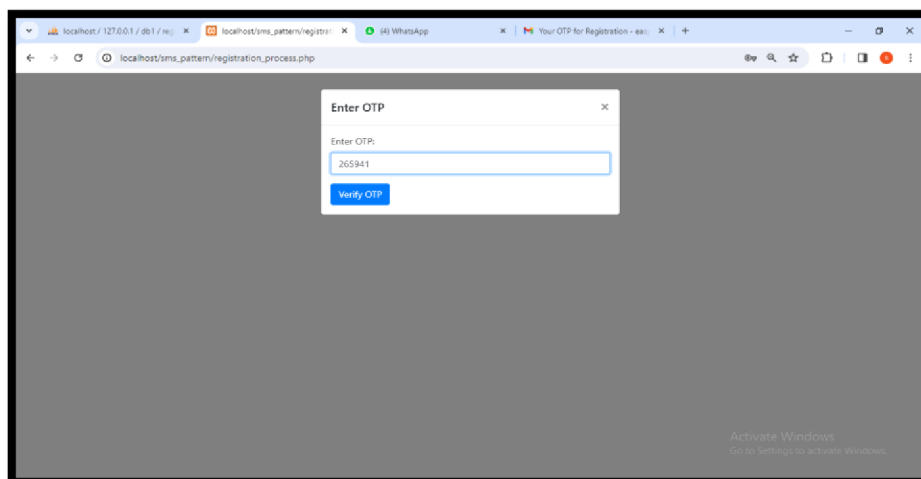 localhost / 127.0.0.1 / db1 / reg
localhost/sms_pattern/registrat
(4) WhatsApp
Your OTP for Registration - easy
localhost/sms_pattern/registration_process.php
Enter OTP
Enter OTP:
265941
Verify OTP
Activate Windows
Go to Settings to activate Windows.